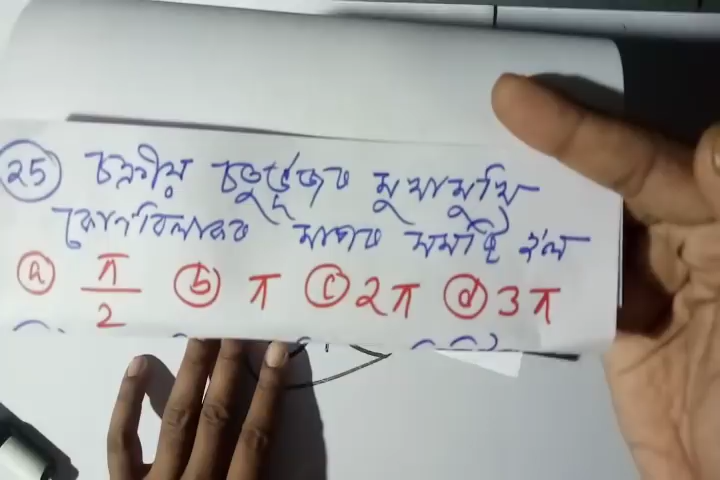 25 চক্ৰীয় চতুৰ্ভূজৰ মুখামুখি
কোণবিলাকৰ মাপৰ সমষ্টি হ'ল
a π/2 b π c 2π d 3π